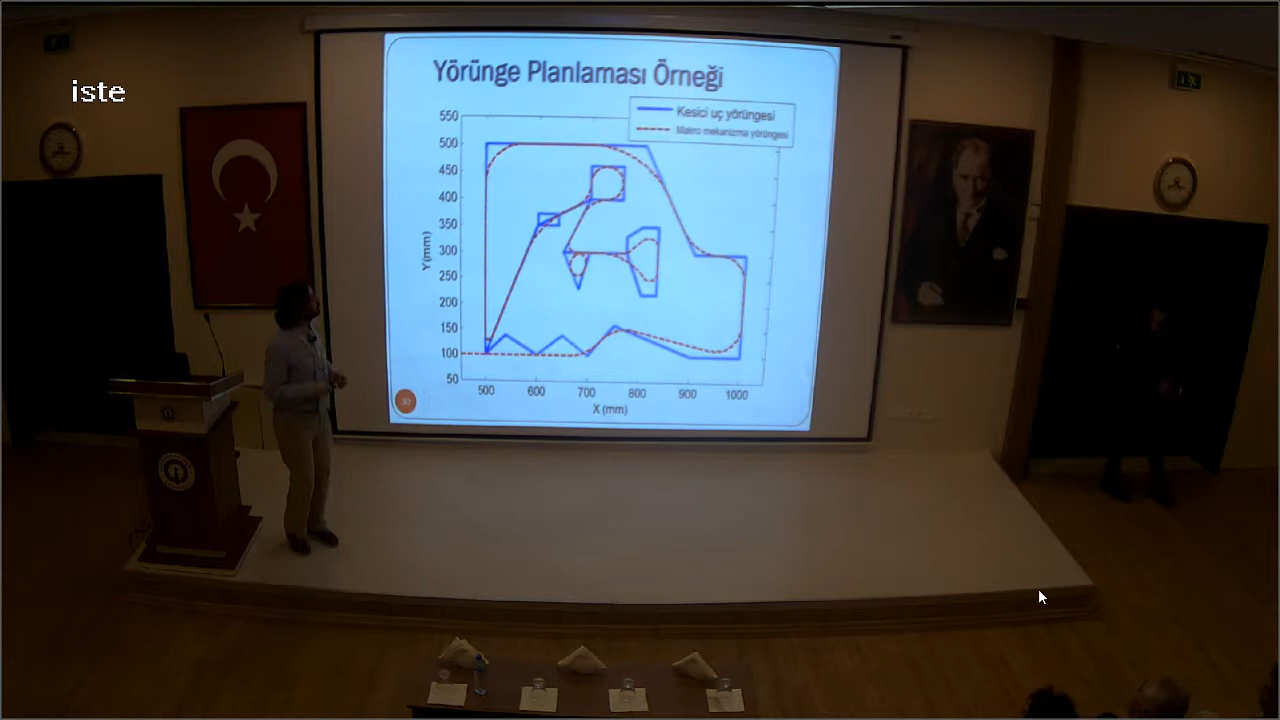 iste
Yörünge Planlaması Örneği
Kesici uç yörüngesi
Makro mekanizma yörüngesi
550
500
450
400
350
300
250
200
150
100
50
Y(mm)
500 600 700 800 900 1000
X (mm)
30